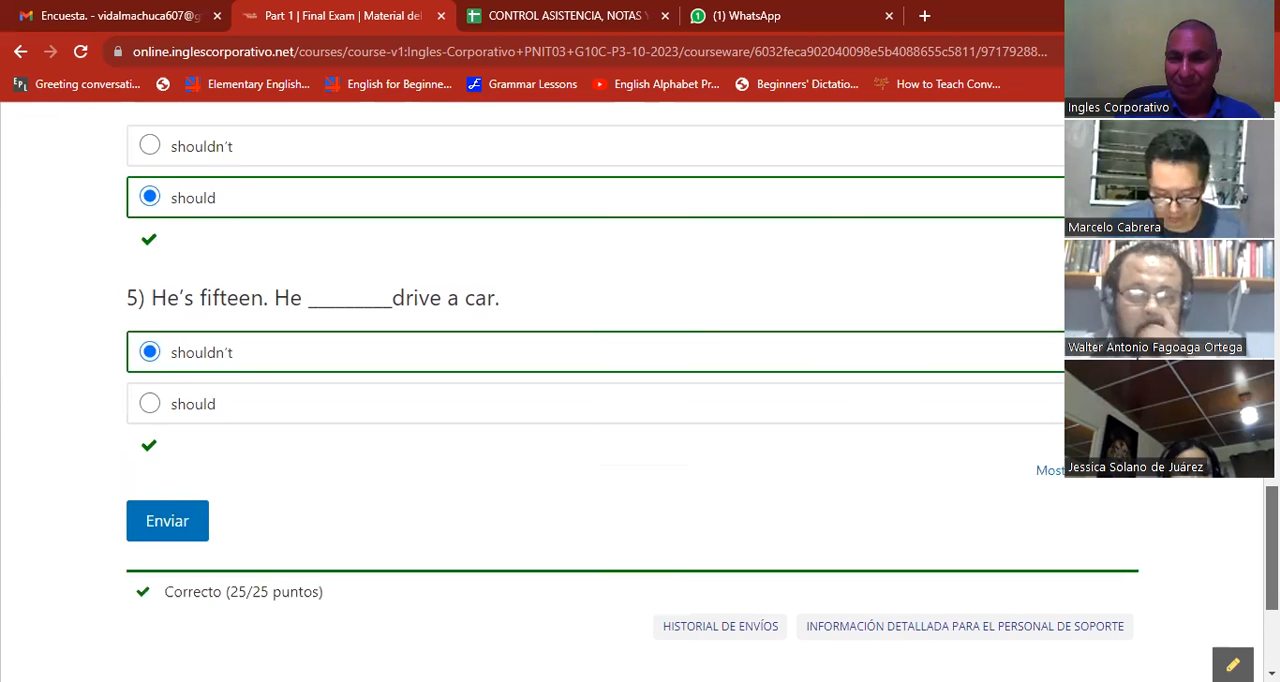 Encuesta. - vidalmachuca607@g
Part 1 | Final Exam | Material del
CONTROL ASISTENCIA, NOTAS Y
(1) WhatsApp
online.inglescorporativo.net/courses/course-v1:Ingles-Corporativo+PNIT03+G10C-P3-10-2023/courseware/6032feca902040098e5b4088655c5811/97179288...
Greeting conversati...
Elementary English...
English for Beginne...
Grammar Lessons
English Alphabet Pr...
Beginners' Dictatio...
How to Teach Conv...
Ingles Corporativo
shouldn't
should
Marcelo Cabrera
5) He's fifteen. He _________drive a car.
shouldn't
Walter Antonio Fagoaga Ortega
should
Most
Jessica Solano de Juárez
Enviar
Correcto (25/25 puntos)
HISTORIAL DE ENVÍOS
INFORMACIÓN DETALLADA PARA EL PERSONAL DE SOPORTE